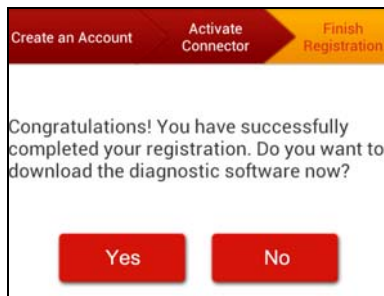 Create an Account
Activate
Connector
Finish
Registration
Congratulations! You have successfully
completed your registration. Do you want to
download the diagnostic software now?
Yes
No